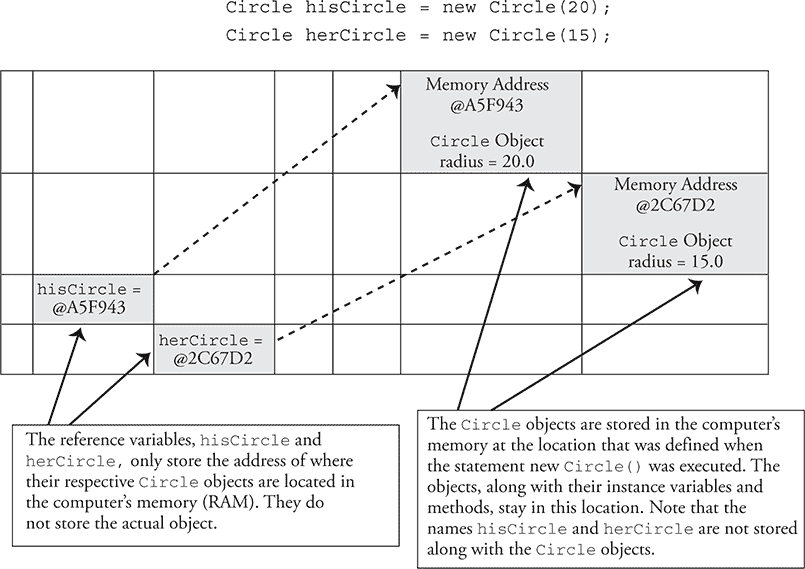 Circle hisCircle = new Circle(20);
Circle herCircle = new Circle(15);
Memory Address
@A5F943
Circle Object
radius = 20.0
Memory Address
@2C67D2
Circle Object
radius = 15.0
hisCircle =
@A5F943
herCircle =
@2C67D2
The reference variables, hisCircle and
herCircle, only store the address of where
their respective Circle objects are located in
the computer’s memory (RAM). They do
not store the actual object.
The Circle objects are stored in the computer’s
memory at the location that was defined when
the statement new Circle() was executed. The
objects, along with their instance variables and
methods, stay in this location. Note that the
names hisCircle and herCircle are not stored
along with the Circle objects.